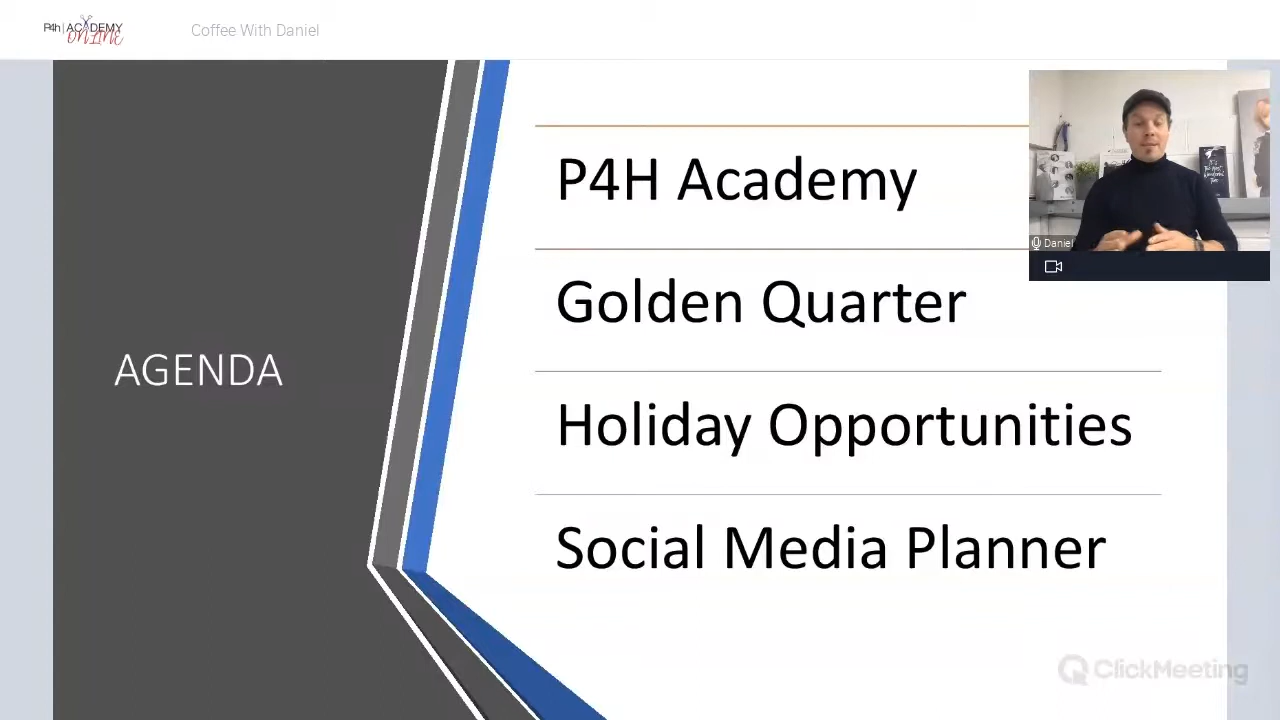 P4h | ACADEMY
ONLINE
Coffee With Daniel
AGENDA
P4H Academy
Golden Quarter
Holiday Opportunities
Social Media Planner
Daniel
ClickMeeting